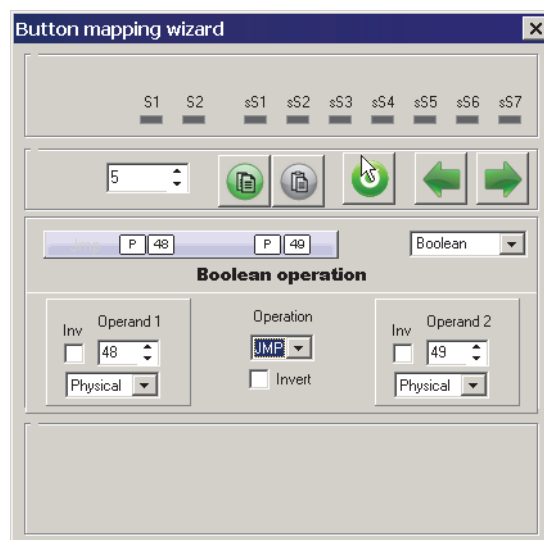 Button mapping wizard
S1 S2 sS1 sS2 sS3 sS4 sS5 sS6 sS7
5
Jmp P 48 P 49 Boolean
Boolean operation
Inv Operand 1 Operation Inv Operand 2
48 JMP 49
Physical Invert Physical